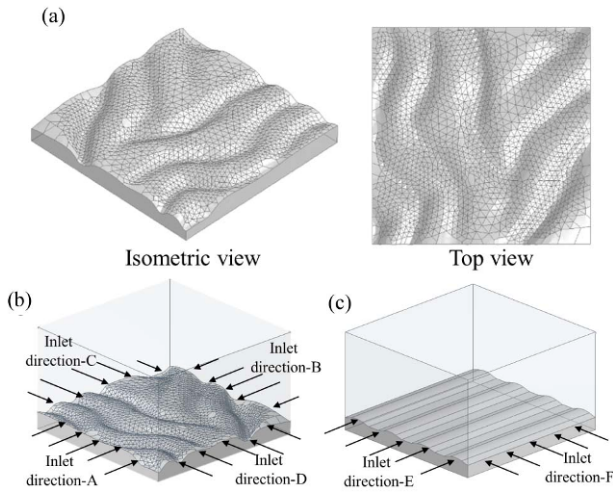 (a)
Isometric view
Top view
(b)
(c)
Inlet
direction-C
Inlet
direction-B
Inlet
direction-A
Inlet
direction-D
Inlet
direction-E
Inlet
direction-F